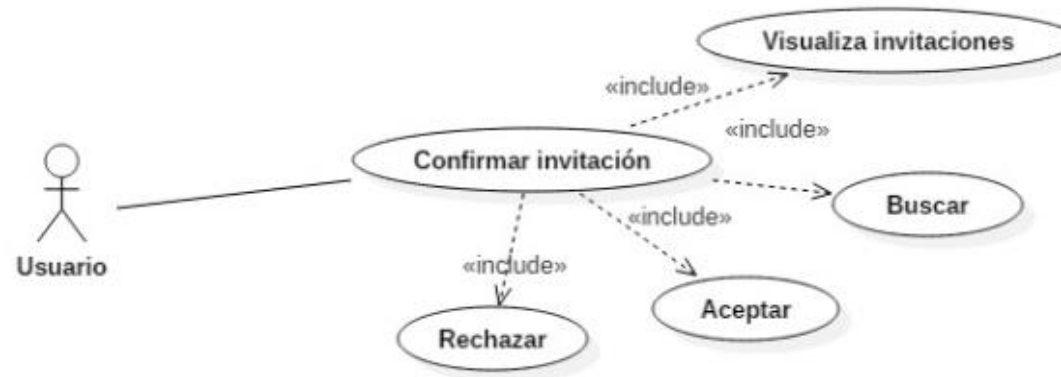 Visualiza invitaciones
«include»
«include»
Confirmar invitación
Buscar
«include»
Usuario
«include»
Aceptar
Rechazar